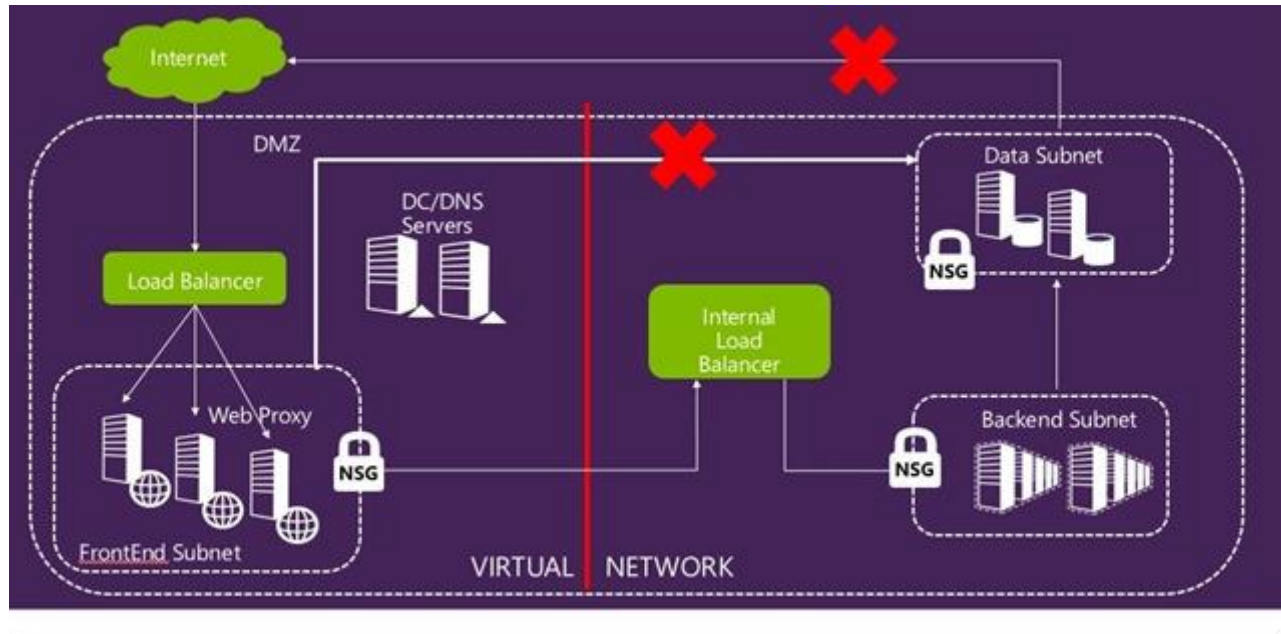 Internet
DMZ
Data Subnet
DC/DNS
Servers
NSG
Load Balancer
Internal
Load
Balancer
Web Proxy
Backend Subnet
NSG
NSG
FrontEnd Subnet
VIRTUAL NETWORK